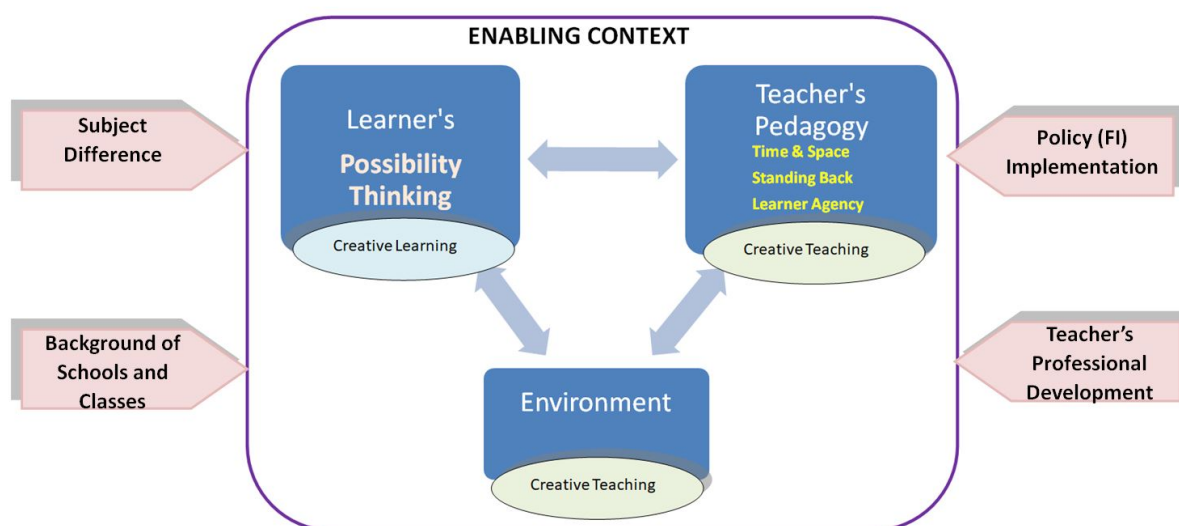 ENABLING CONTEXT
Subject
Difference
Background of
Schools and
Classes
Learner's
Possibility
Thinking
Creative Learning
Teacher's
Pedagogy
Time & Space
Standing Back
Learner Agency
Creative Teaching
Environment
Creative Teaching
Policy (FI)
Implementation
Teacher’s
Professional
Development